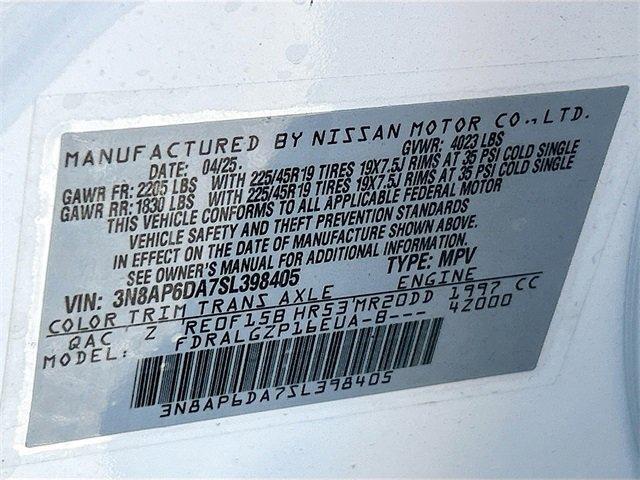 MANUFACTURED BY NISSAN MOTOR CO.,LTD.
DATE: 04/25. GVWR: 4023 LBS
GAWR FR: 2205 LBS WITH 225/45R19 TIRES 19X7.5J RIMS AT 35 PSI COLD SINGLE
GAWR RR: 1830 LBS WITH 225/45R19 TIRES 19X7.5J RIMS AT 35 PSI COLD SINGLE
THIS VEHICLE CONFORMS TO ALL APPLICABLE FEDERAL MOTOR
VEHICLE SAFETY AND THEFT PREVENTION STANDARDS
IN EFFECT ON THE DATE OF MANUFACTURE SHOWN ABOVE.
SEE OWNER'S MANUAL FOR ADDITIONAL INFORMATION.
VIN: 3N8AP6DA7SL398405 TYPE: MPV
COLOR TRIM TRANS AXLE ENGINE
QAC Z RE0F15B HR53 MR20DD 1997 CC
MODEL: FDRALGZP16EUA-B--- 42000
3N8AP6DA7SL398405